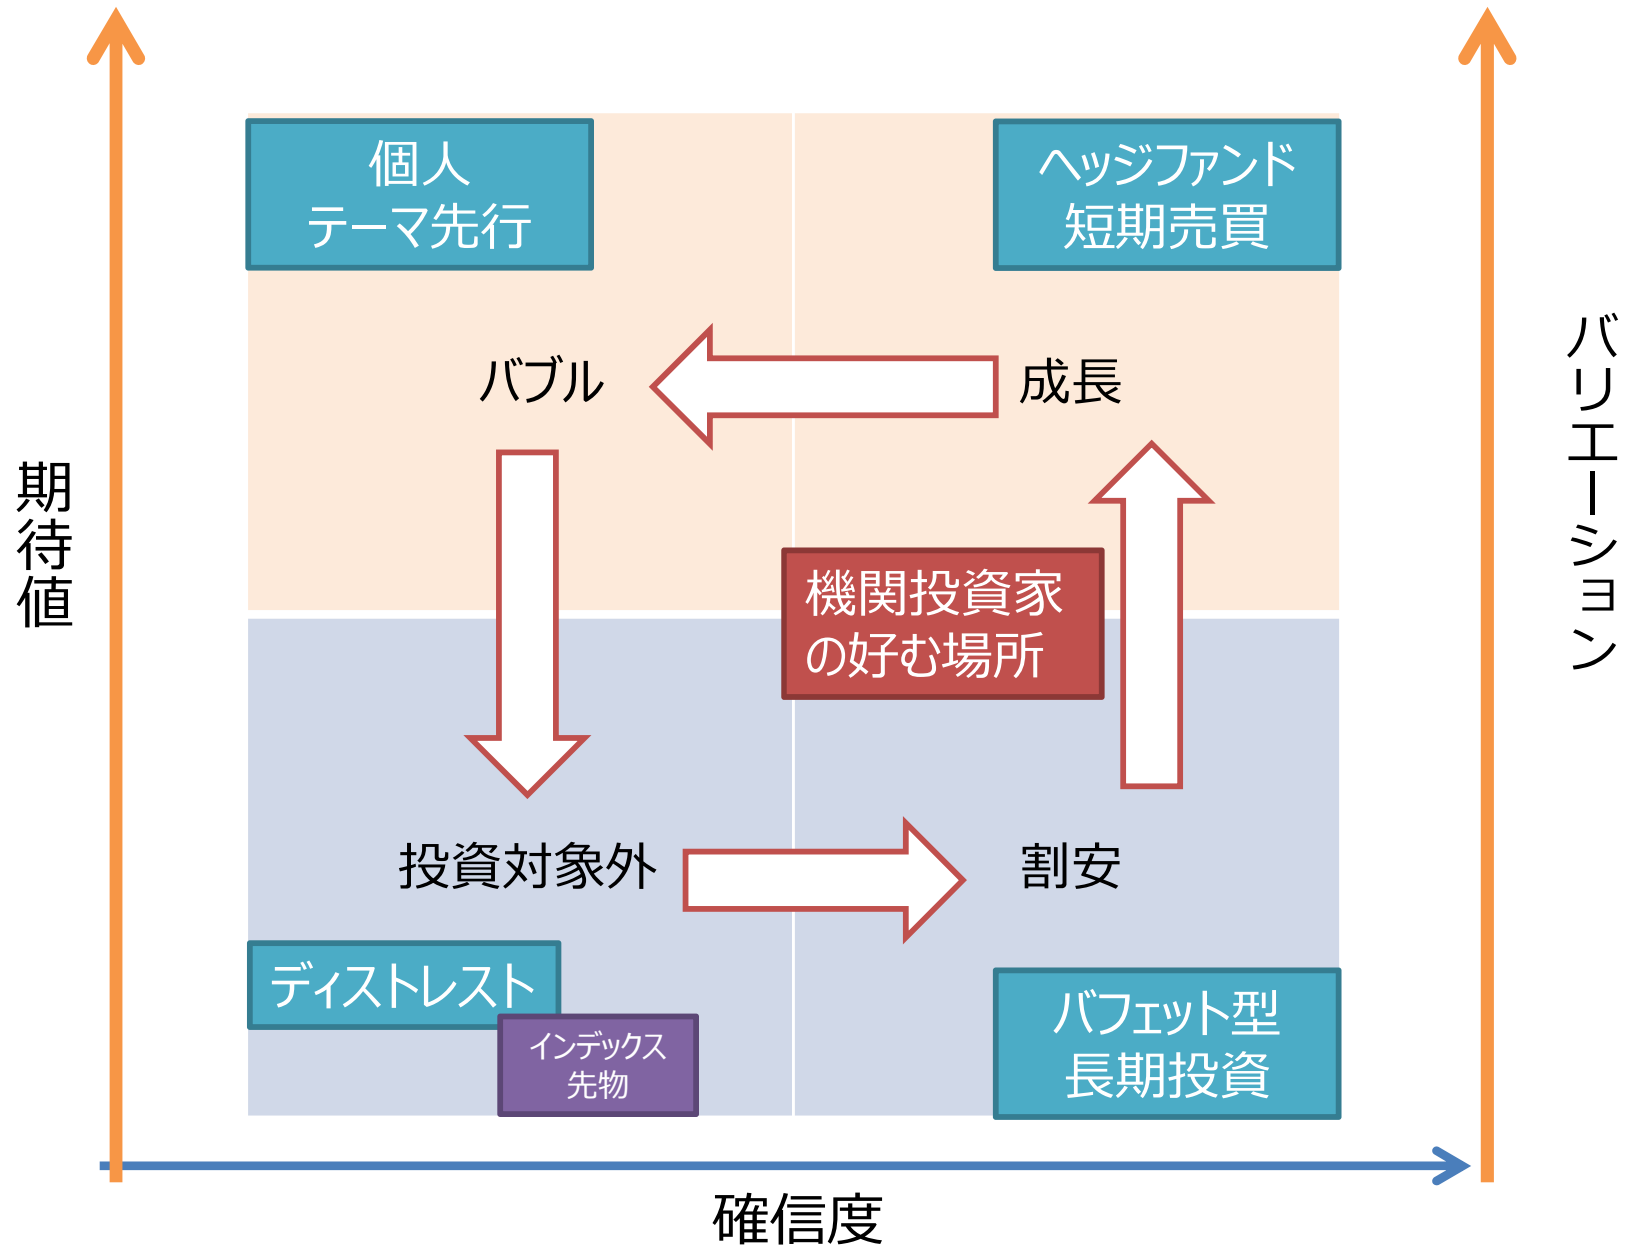 個人
テーマ先行
ヘッジファンド
短期売買
バブル
成長
期待値
バリエーション
機関投資家
の好む場所
投資対象外
割安
ディストレスト
インデックス
先物
バフェット型
長期投資
確信度